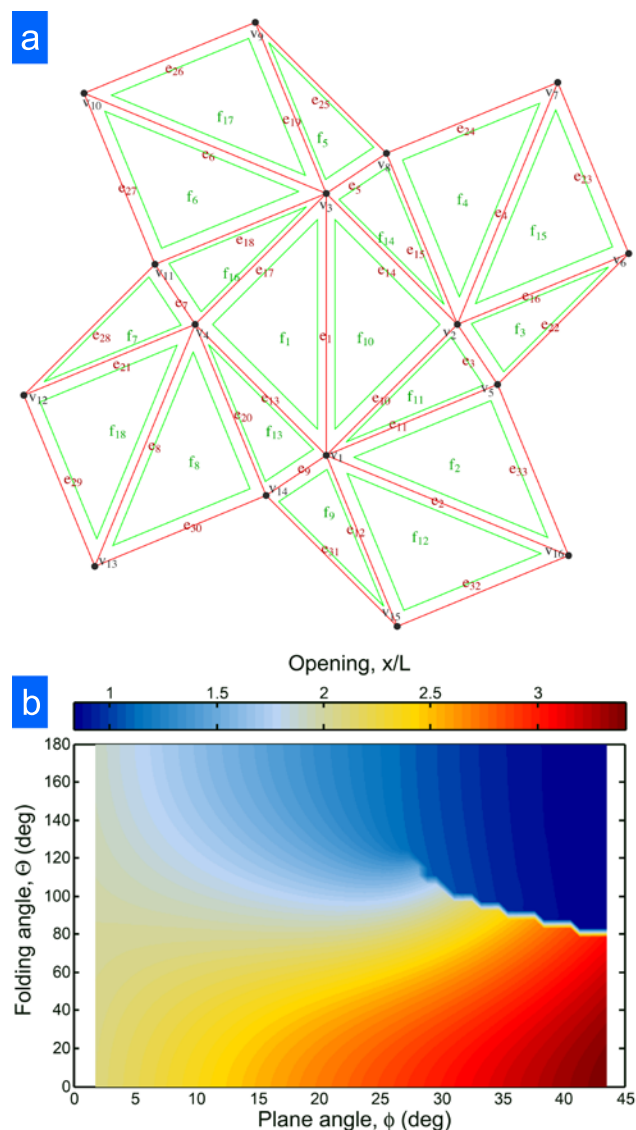 a
v9
e26
v10
e25
e19
f17
f5
v7
e24
v8
e6
e5
e27
f6
v3
f4
e4
e23
e18
f14
f15
e15
f16
e17
e14
v11
v6
e16
e7
v4
f1
e1
v2
f3
e22
e28
f7
f10
e3
e21
v5
v12
e13
e10
f11
e20
f13
e11
e8
v1
e33
f18
f8
e9
f2
e29
v14
e2
f9
e12
f12
e30
e31
v16
v13
v15
e32
Opening, x/L
b
1 1.5 2 2.5 3
180
160
140
120
100
80
60
40
20
0
Folding angle, Θ (deg)
0 5 10 15 20 25 30 35 40 45
Plane angle, ϕ (deg)